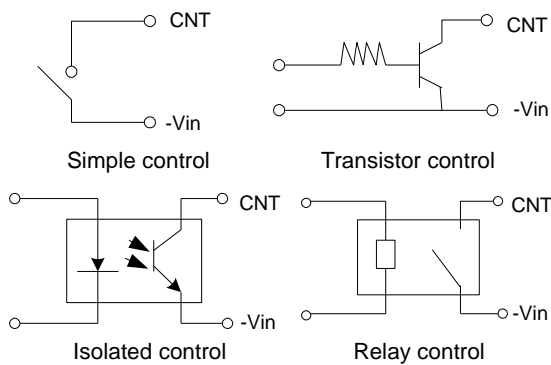 CNT
CNT
-Vin
-Vin
Simple control
Transistor control
CNT
CNT
-Vin
-Vin
Isolated control
Relay control